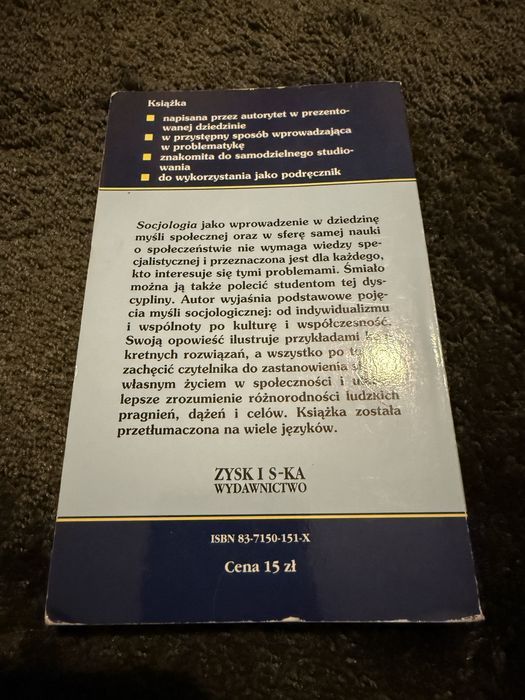 Książka
napisana przez autorytet w prezento-
wanej dziedzinie
w przystępny sposób wprowadzająca
w problematykę
znakomita do samodzielnego studio-
wania
do wykorzystania jako podręcznik
Socjologia jako wprowadzenie w dziedzinę
myśli społecznej oraz w sferę samej nauki
o społeczeństwie nie wymaga wiedzy spe-
cjalistycznej i przeznaczona jest dla każdego,
kto interesuje się tymi problemami. Śmiało
można ją także polecić studentom tej dys-
cypliny. Autor wyjaśnia podstawowe poję-
cia myśli socjologicznej: od indywidualizmu
i wspólnoty po kulturę i współczesność.
Swoją opowieść ilustruje przykładami
kretnych rozwiązań, a wszystko po
zachęcić czytelnika do zastanowienia
własnym życiem w społeczności i
lepsze zrozumienie różnorodności ludzkich
pragnień, dążeń i celów. Książka została
przetłumaczona na wiele języków.
ZYSK I S-KA
WYDAWNICTWO
ISBN 83-7150-151-X
Cena 15 zł